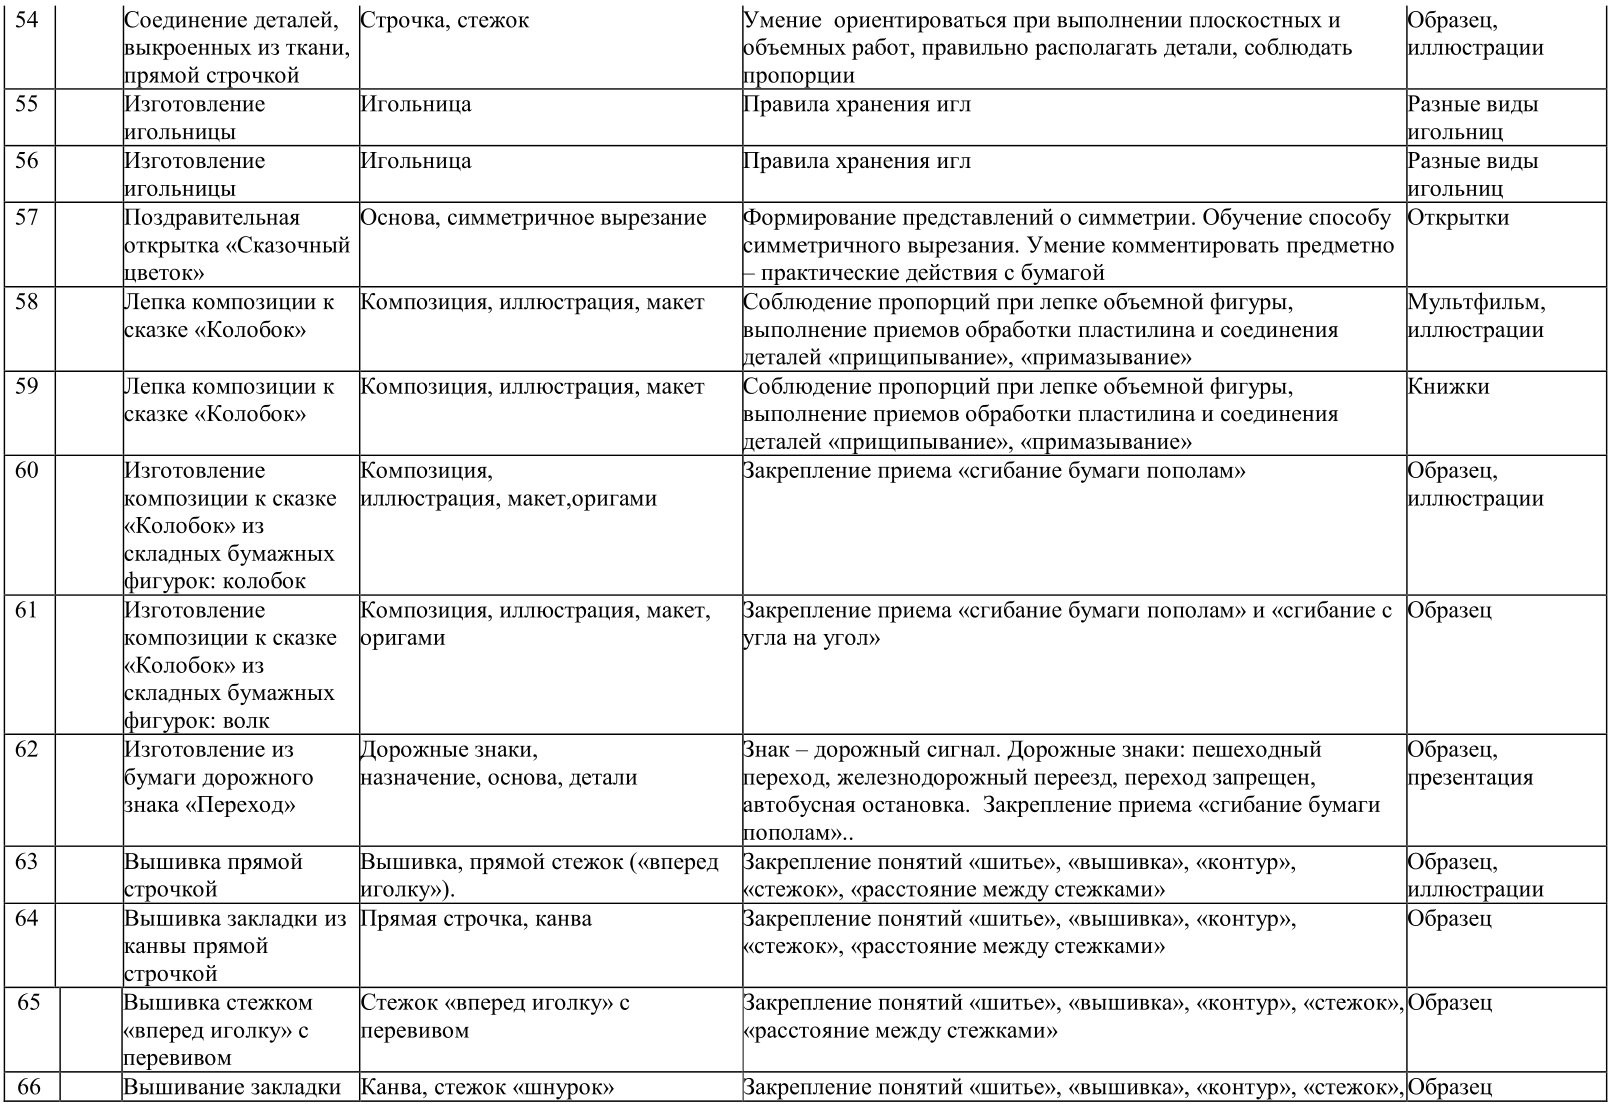 54
Соединение деталей,
выкроенных из ткани,
прямой строчкой
Строчка, стежок
Умение  ориентироваться при выполнении плоскостных и
объемных работ, правильно располагать детали, соблюдать
пропорции
Образец,
иллюстрации
55
Изготовление
игольницы
Игольница
Правила хранения игл
Разные виды
игольниц
56
Изготовление
игольницы
Игольница
Правила хранения игл
Разные виды
игольниц
57
Поздравительная
открытка «Сказочный
цветок»
Основа, симметричное вырезание
Формирование представлений о симметрии. Обучение способу
симметричного вырезания. Умение комментировать предметно
– практические действия с бумагой
Открытки
58
Лепка композиции к
сказке «Колобок»
Композиция, иллюстрация, макет
Соблюдение пропорций при лепке объемной фигуры,
выполнение приемов обработки пластилина и соединения
деталей «прищипывание», «примазывание»
Мультфильм,
иллюстрации
59
Лепка композиции к
сказке «Колобок»
Композиция, иллюстрация, макет
Соблюдение пропорций при лепке объемной фигуры,
выполнение приемов обработки пластилина и соединения
деталей «прищипывание», «примазывание»
Книжки
60
Изготовление
композиции к сказке
«Колобок» из
складных бумажных
фигурок: колобок
Композиция,
иллюстрация, макет,оригами
Закрепление приема «сгибание бумаги пополам»
Образец,
иллюстрации
61
Изготовление
композиции к сказке
«Колобок» из
складных бумажных
фигурок: волк
Композиция, иллюстрация, макет,
оригами
Закрепление приема «сгибание бумаги пополам» и «сгибание с
угла на угол»
Образец
62
Изготовление из
бумаги дорожного
знака «Переход»
Дорожные знаки,
назначение, основа, детали
Знак – дорожный сигнал. Дорожные знаки: пешеходный
переход, железнодорожный переезд, переход запрещен,
автобусная остановка.  Закрепление приема «сгибание бумаги
пополам»..
Образец,
презентация
63
Вышивка прямой
строчкой
Вышивка, прямой стежок («вперед
иголку»).
Закрепление понятий «шитье», «вышивка», «контур»,
«стежок», «расстояние между стежками»
Образец,
иллюстрации
64
Вышивка закладки из
канвы прямой
строчкой
Прямая строчка, канва
Закрепление понятий «шитье», «вышивка», «контур»,
«стежок», «расстояние между стежками»
Образец
65
Вышивка стежком
«вперед иголку» с
перевивом
Стежок «вперед иголку» с
перевивом
Закрепление понятий «шитье», «вышивка», «контур», «стежок»,
«расстояние между стежками»
Образец
66
Вышивание закладки
Канва, стежок «шнурок»
Закрепление понятий «шитье», «вышивка», «контур», «стежок»,
Образец